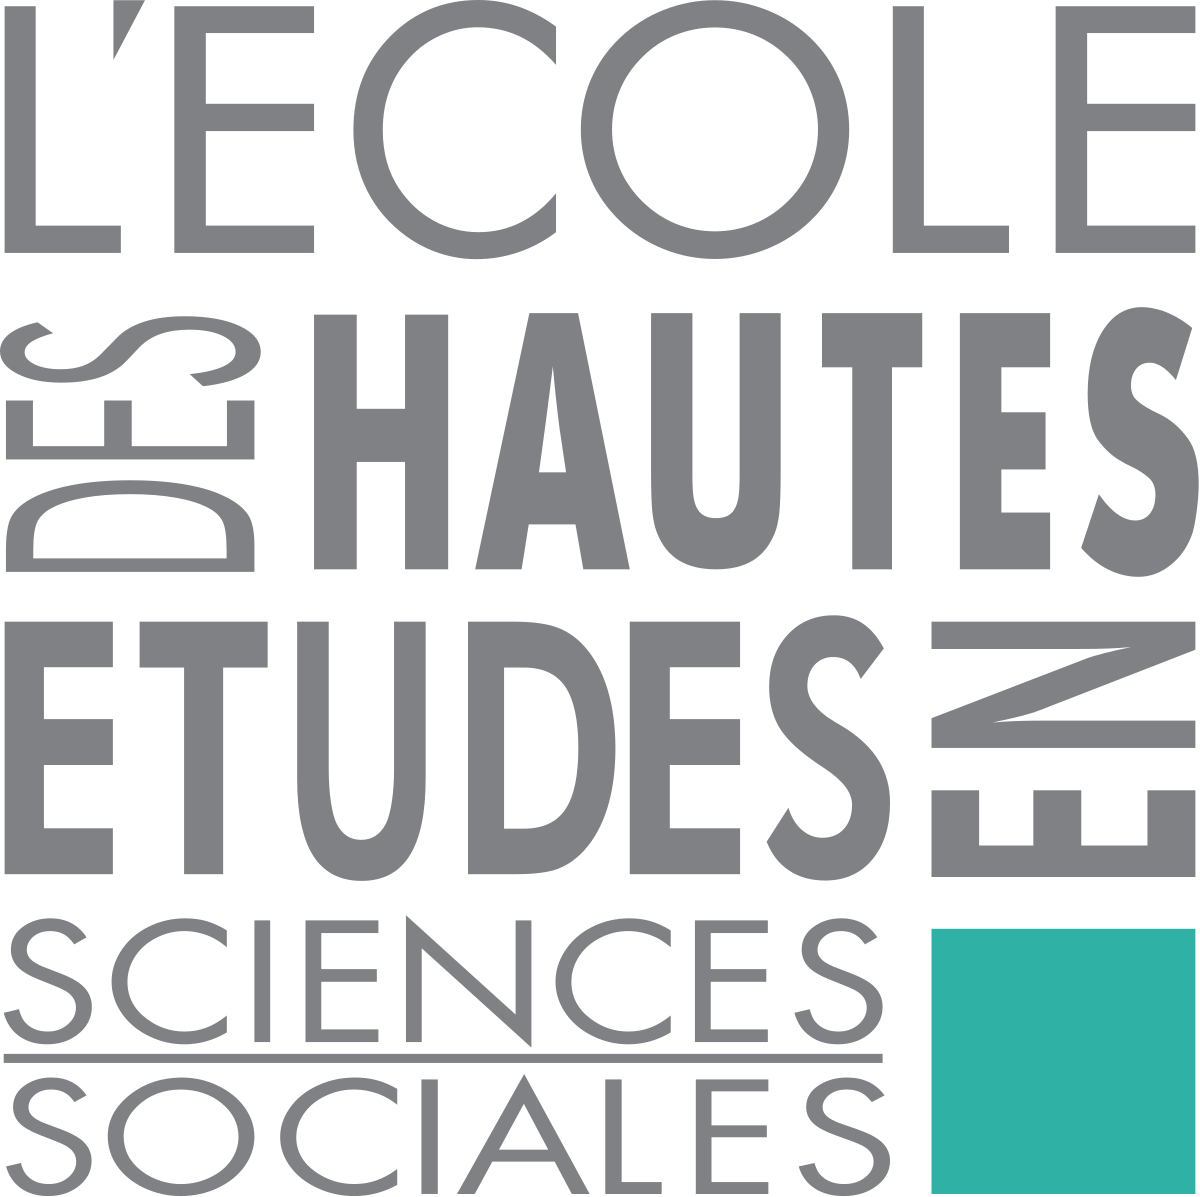 L'ECOLE
DES HAUTES
ETUDES EN
SCIENCES
SOCIALES